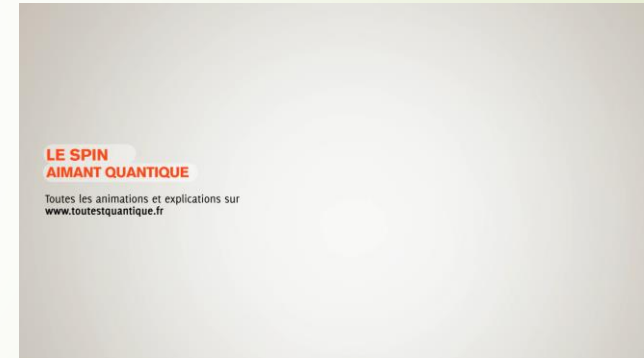 LE SPIN
AIMANT QUANTIQUE
Toutes les animations et explications sur
www.toutestquantique.fr